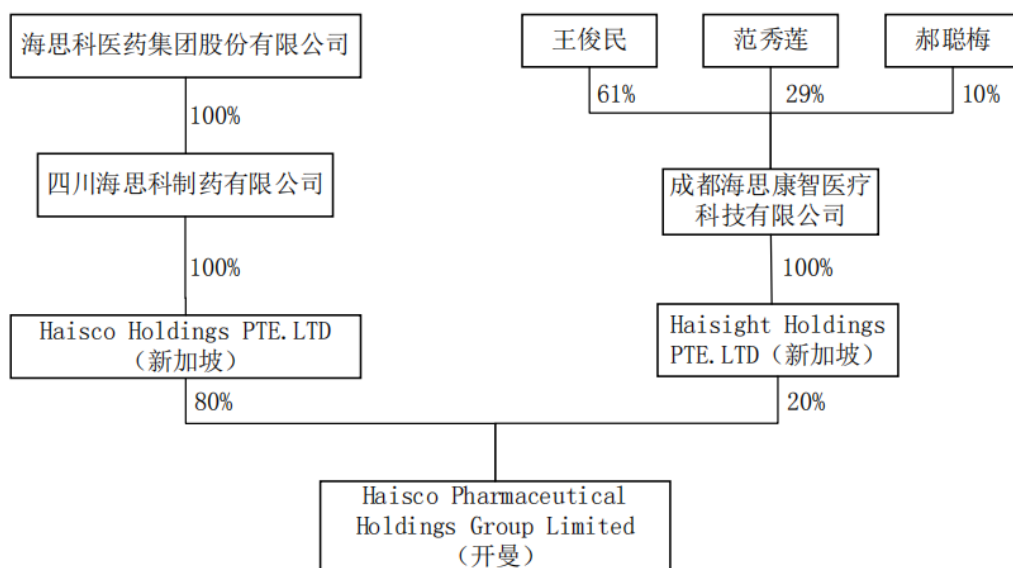 海思科医药集团股份有限公司
王俊民
范秀莲
郝聪梅
61%
29%
10%
100%
四川海思科制药有限公司
成都海思康智医疗
科技有限公司
100%
100%
Haisco Holdings PTE.LTD
（新加坡）
Haisight Holdings
PTE.LTD（新加坡）
80%
20%
Haisco Pharmaceutical
Holdings Group Limited
（开曼）